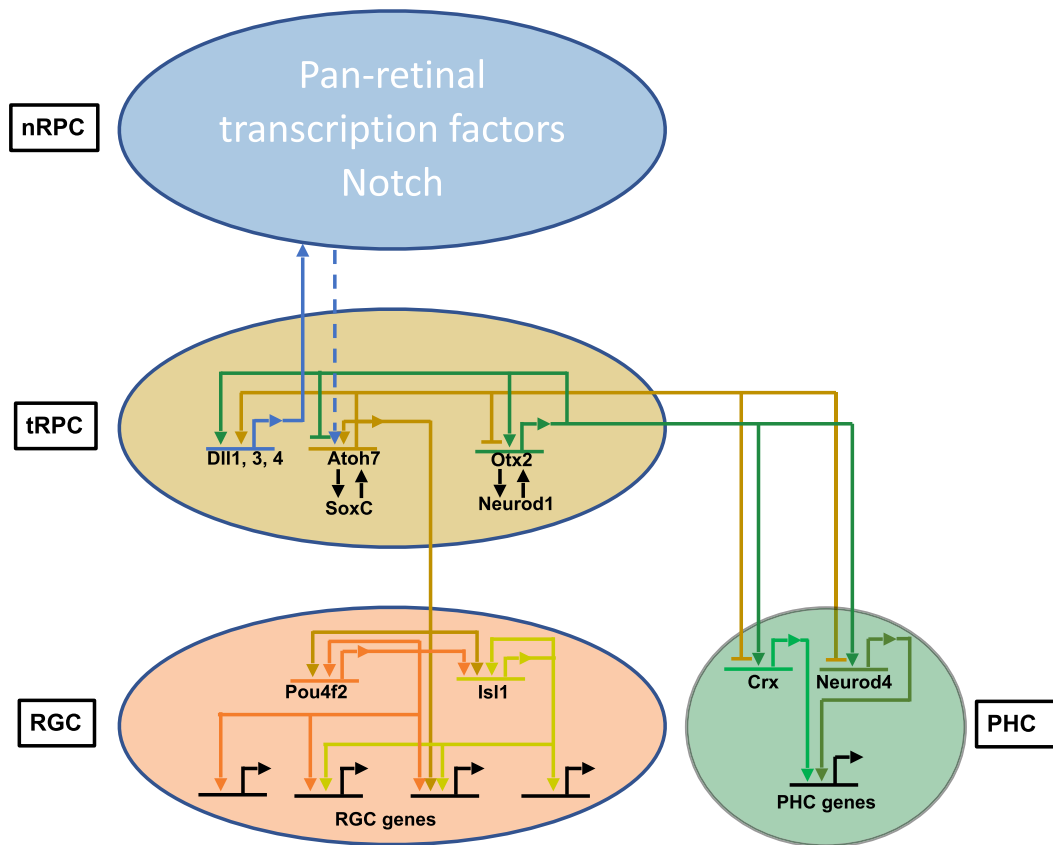 Pan-retinal
transcription factors
Notch
nRPC
tRPC
Dll1, 3, 4
Atoh7
Otx2
SoxC
Neurod1
RGC
Pou4f2
Isl1
RGC genes
Crx
Neurod4
PHC genes
PHC